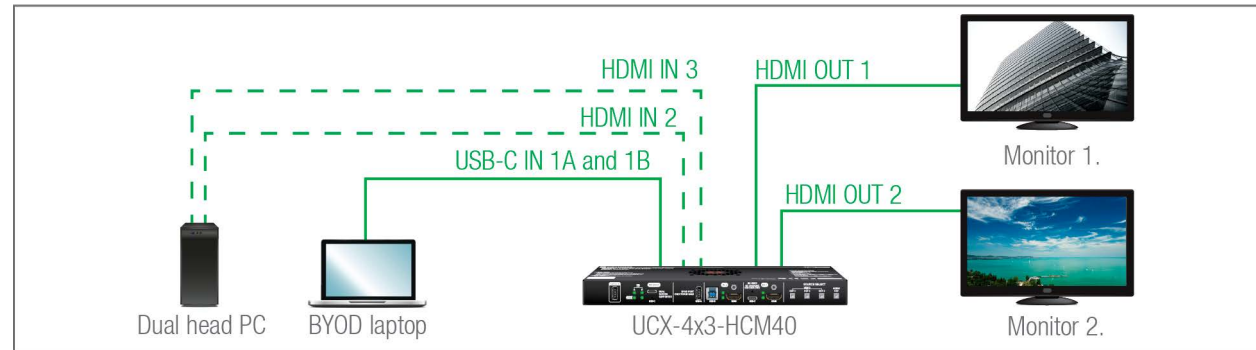 HDMI IN 3
HDMI OUT 1
HDMI IN 2
USB-C IN 1A and 1B
Monitor 1.
HDMI OUT 2
Dual head PC
BYOD laptop
UCX-4x3-HCM40
Monitor 2.